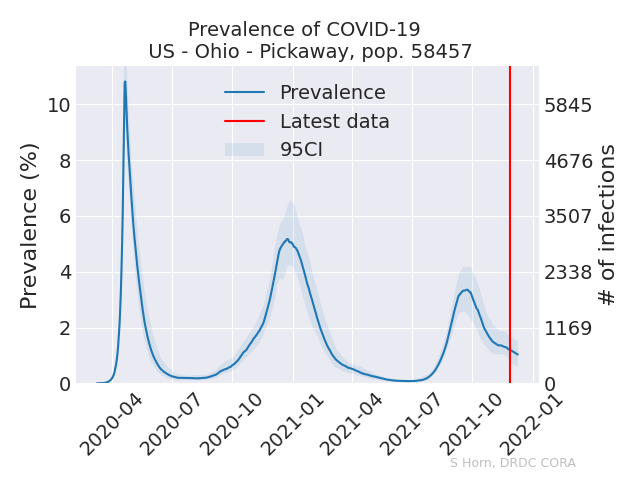 Prevalence of COVID-19
US - Ohio - Pickaway, pop. 58457
Prevalence (%)
10
8
6
4
2
0
Prevalence
Latest data
95CI
5845
4676
3507
2338
1169
0
# of infections
2020-04
2020-07
2020-10
2021-01
2021-04
2021-07
2021-10
2022-01
S Horn, DRDC CORA